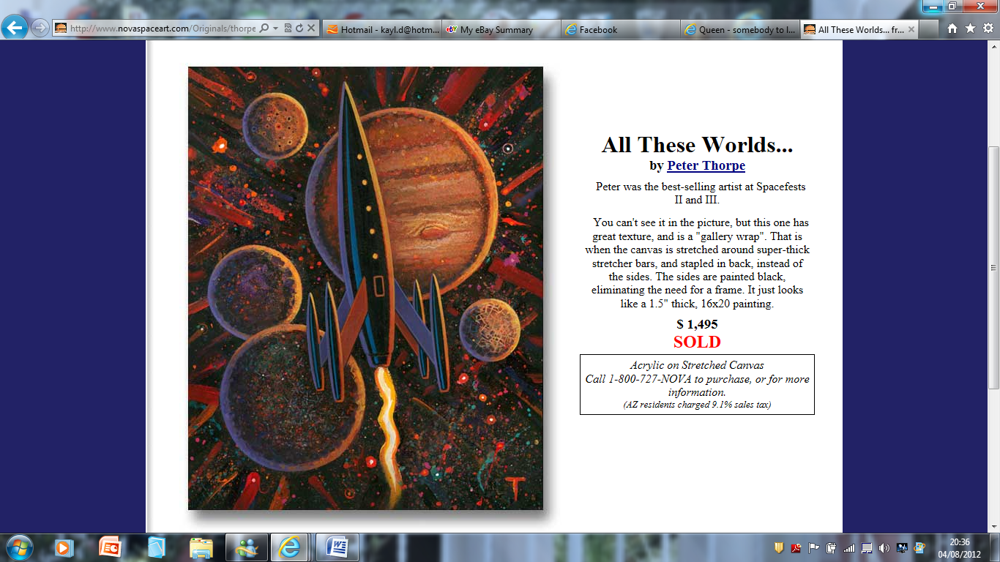 http://www.novaspaceart.com/Originals/thorpe
Hotmail - kayl.d@hotm...
My eBay Summary
Facebook
Queen - somebody to l...
All These Worlds... fr...
All These Worlds...
by Peter Thorpe
Peter was the best-selling artist at Spacefests
II and III.
You can't see it in the picture, but this one has
great texture, and is a "gallery wrap". That is
when the canvas is stretched around super-thick
stretcher bars, and stapled in back, instead of
the sides. The sides are painted black,
eliminating the need for a frame. It just looks
like a 1.5" thick, 16x20 painting.
$ 1,495
SOLD
Acrylic on Stretched Canvas
Call 1-800-727-NOVA to purchase, or for more
information.
(AZ residents charged 9.1% sales tax)
T
20:36
04/08/2012